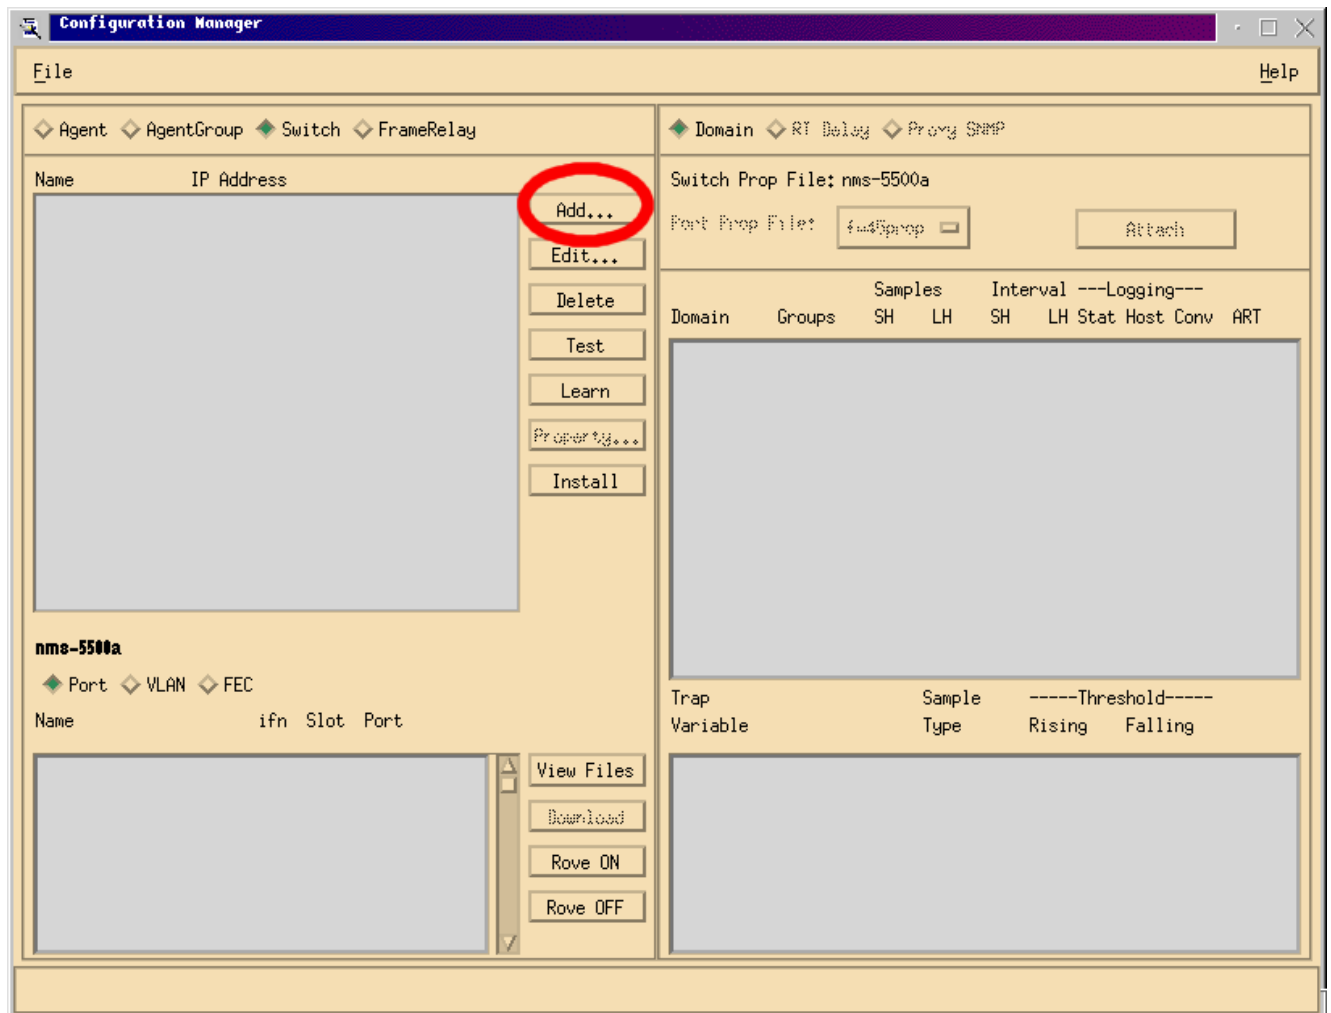 Configuration Manager
File Help
Agent AgentGroup Switch FrameRelay
Name IP Address
Add...
Edit...
Delete
Test
Learn
Property...
Install
nms-5500a
Port VLAN FEC
Name ifn Slot Port
View Files
Download
Rove ON
Rove OFF
Domain RT Delay Proxy SNMP
Switch Prop File: nms-5500a
Port Prop File: Attach
Samples Interval ---Logging---
Domain Groups SH LH SH LH Stat Host Conv ART
Trap Sample -----Threshold-----
Variable Type Rising Falling